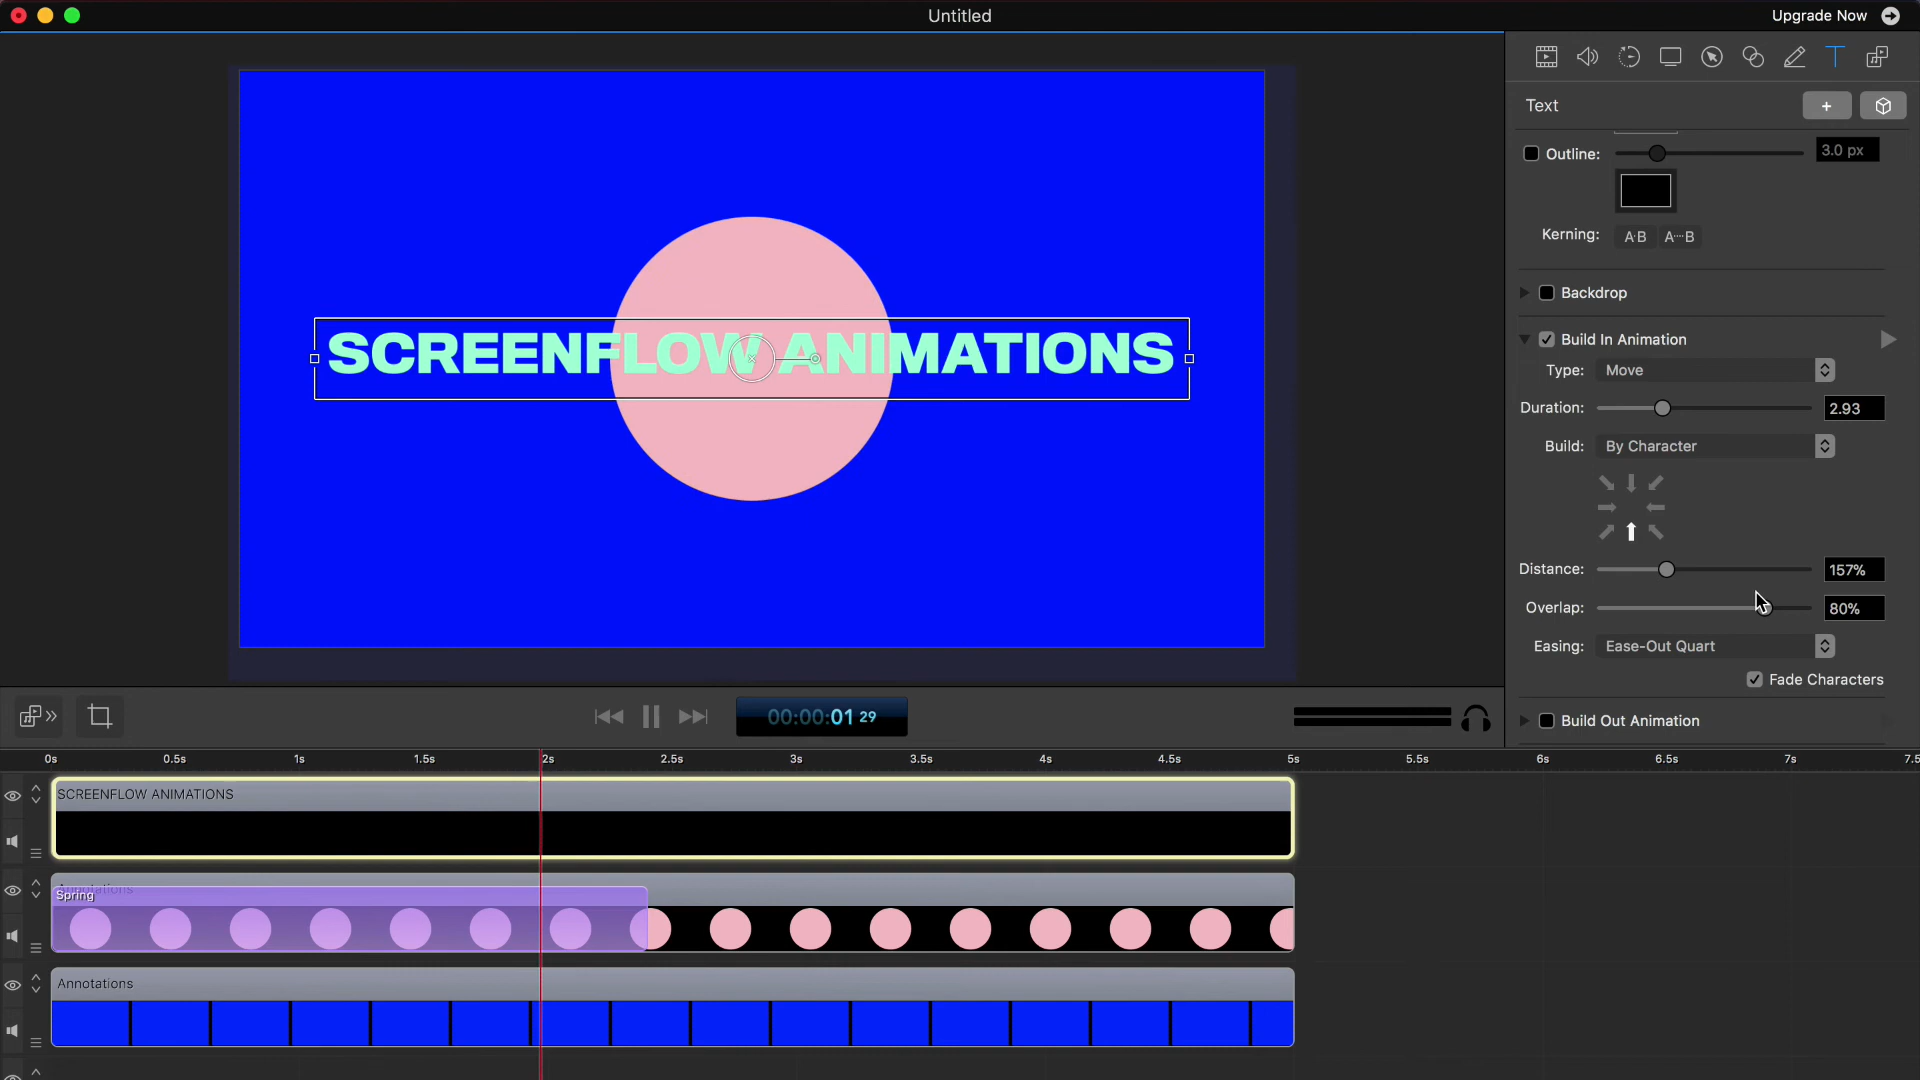 Untitled
Upgrade Now
Text
+
Outline:
3.0 px
Kerning:
A·B
A···B
Backdrop
SCREENFLOW ANIMATIONS
Build In Animation
Type:
Move
Duration:
2.93
Build:
By Character
Distance:
157%
Overlap:
80%
Easing:
Ease-Out Quart
Fade Characters
Build Out Animation
00:00:01 29
0s 0.5s 1s 1.5s 2s 2.5s 3s 3.5s 4s 4.5s 5s 5.5s 6s 6.5s 7s 7.5
SCREENFLOW ANIMATIONS
Annotations
Spring
Annotations